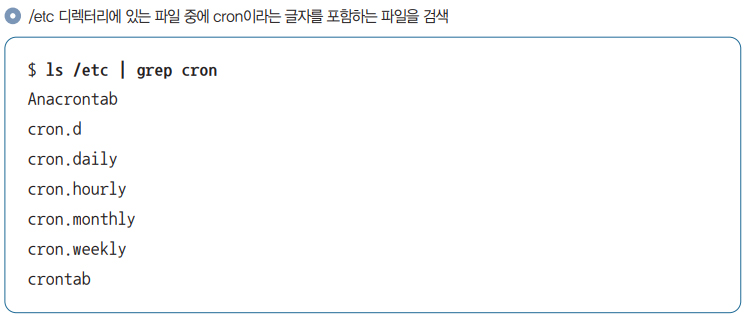 /etc 디렉터리에 있는 파일 중에 cron이라는 글자를 포함하는 파일을 검색
$ ls /etc | grep cron
Anacrontab
cron.d
cron.daily
cron.hourly
cron.monthly
cron.weekly
crontab